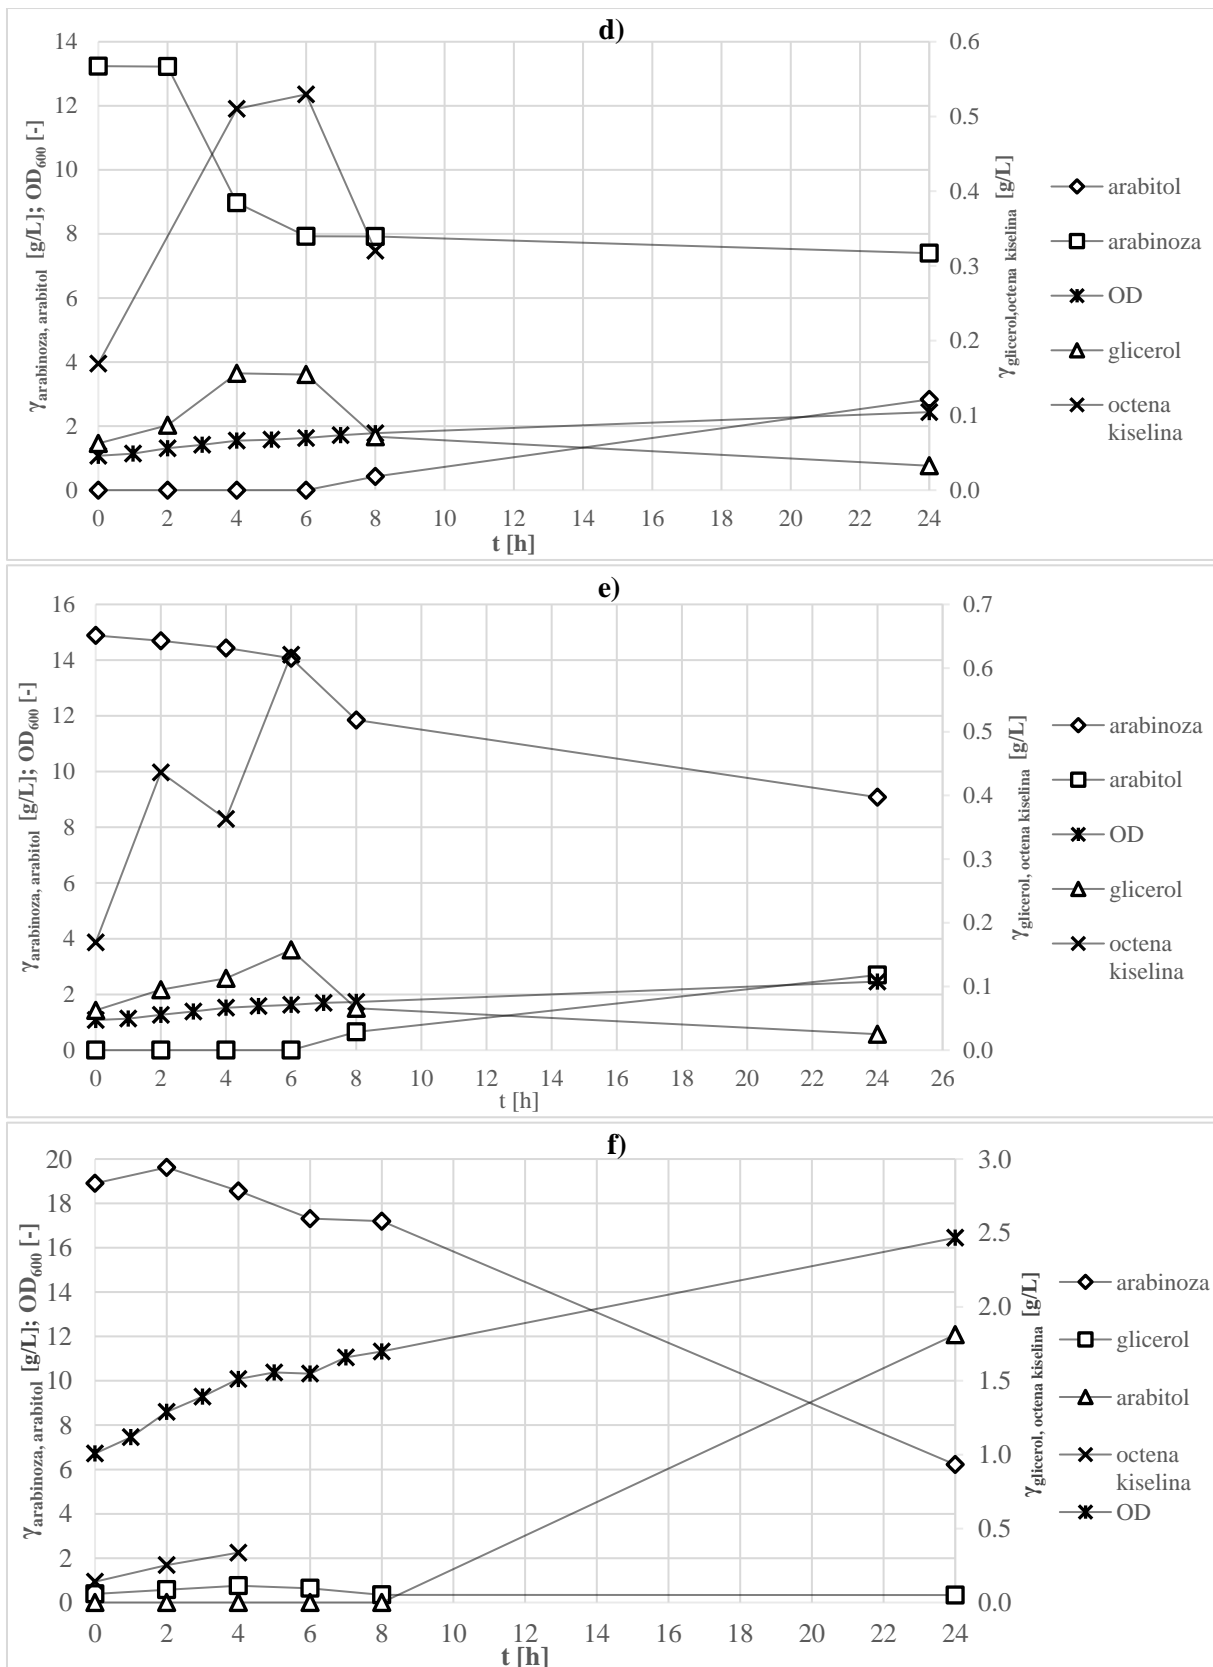 d)
14
12
10
8
6
4
2
0
γarabinoza, arabitol [g/L]; OD600 [-]
0 2 4 6 8 10 12 14 16 18 20 22 24
t [h]
0.6
0.5
0.4
0.3
0.2
0.1
0.0
γglicerol,octena kiselina [g/L]
arabitol
arabinoza
OD
glicerol
octena
kiselina
e)
16
14
12
10
8
6
4
2
0
γarabinoza, arabitol [g/L]; OD600 [-]
0 2 4 6 8 10 12 14 16 18 20 22 24 26
t [h]
0.7
0.6
0.5
0.4
0.3
0.2
0.1
0.0
γglicerol, octena kiselina [g/L]
arabinoza
arabitol
OD
glicerol
octena
kiselina
f)
20
18
16
14
12
10
8
6
4
2
0
γarabinoza, arabitol [g/L]; OD600 [-]
0 2 4 6 8 10 12 14 16 18 20 22 24
t [h]
3.0
2.5
2.0
1.5
1.0
0.5
0.0
γglicerol, octena kiselina [g/L]
arabinoza
glicerol
arabitol
octena
kiselina
OD